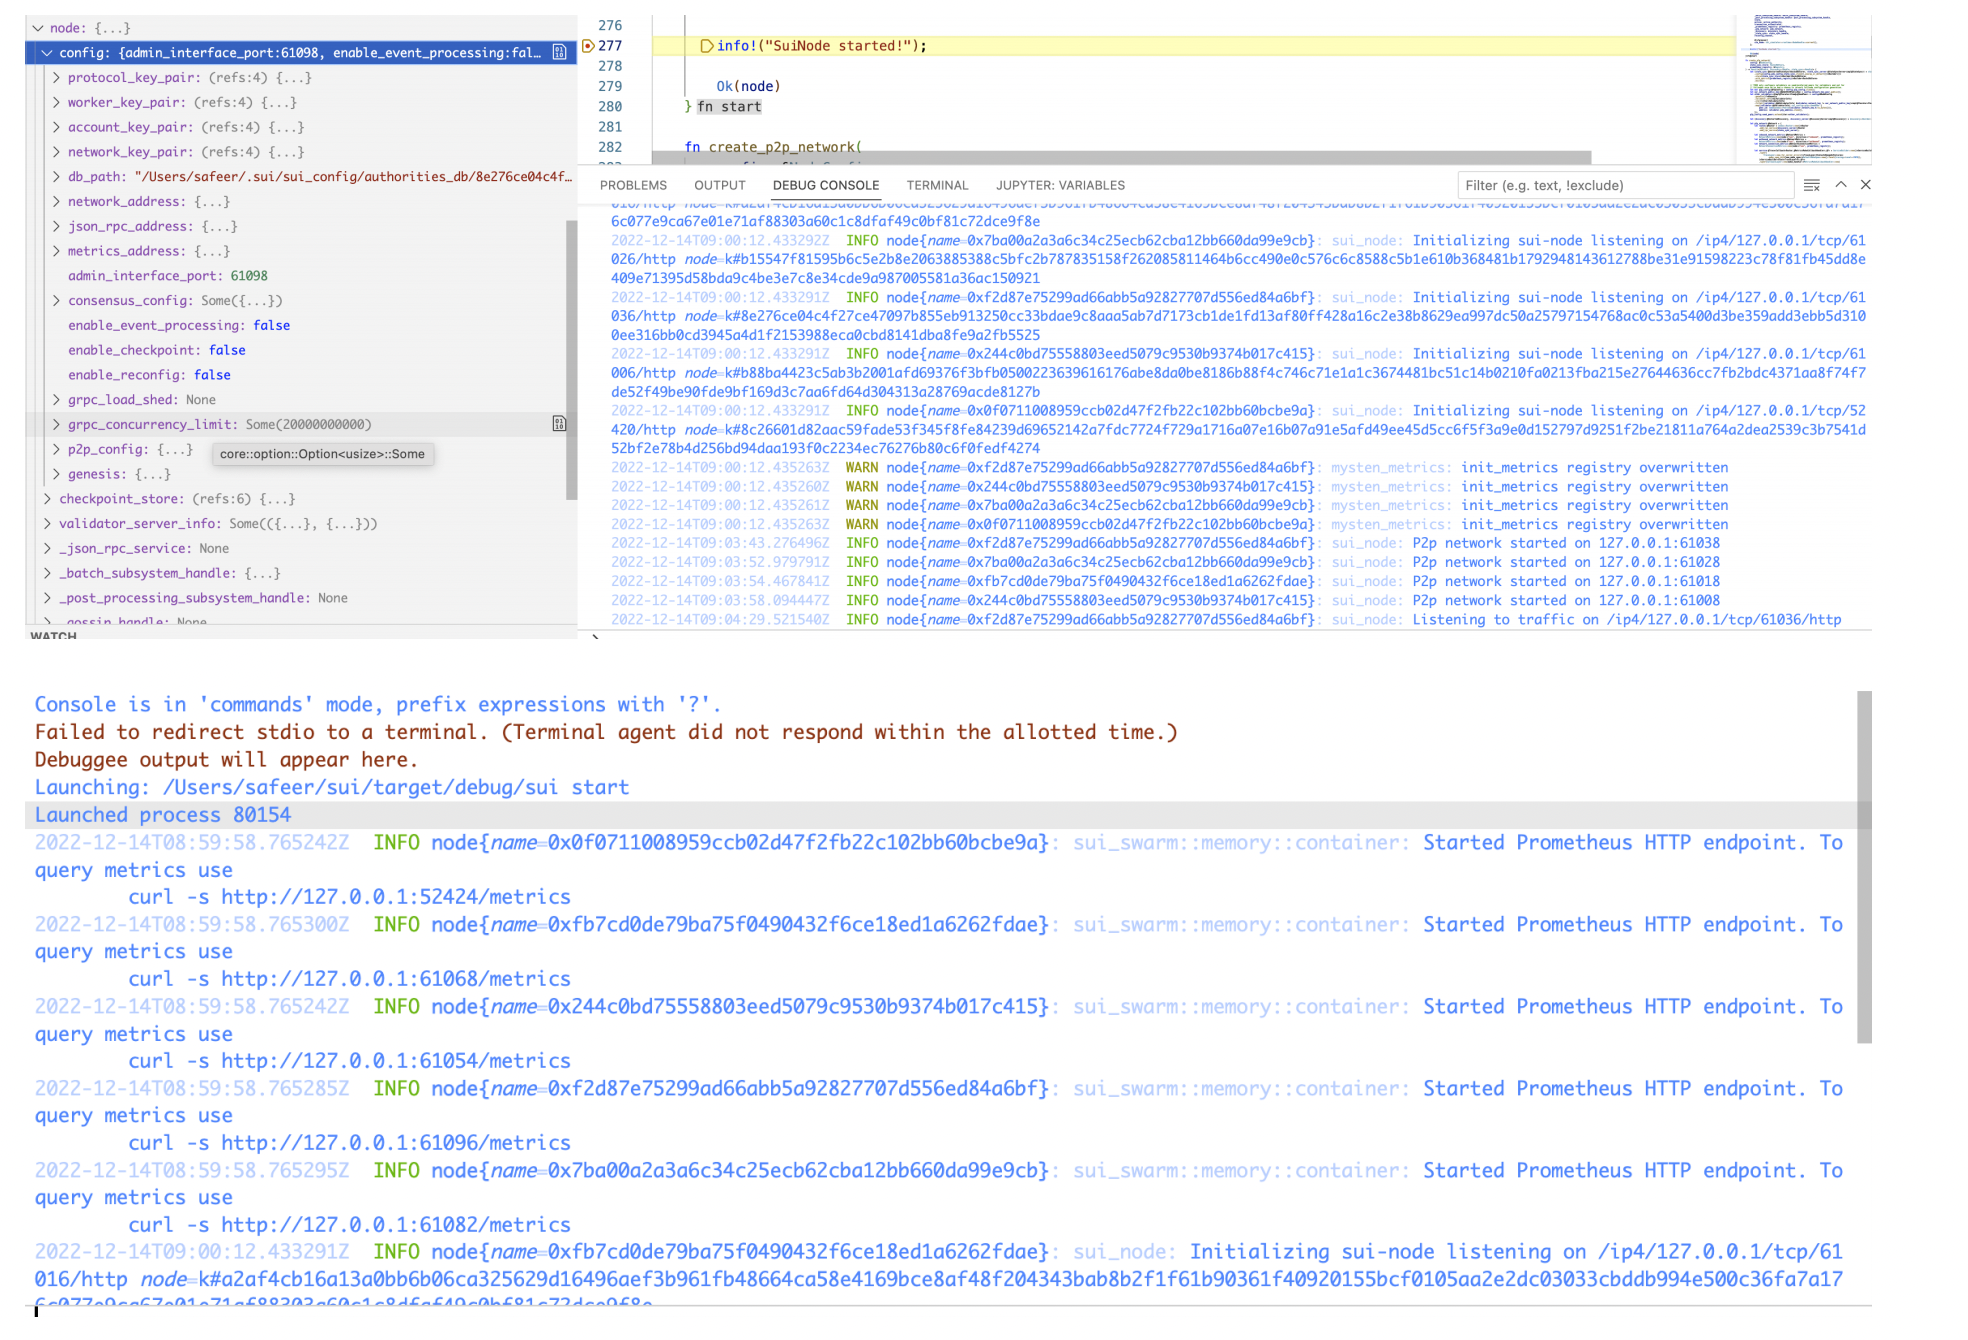 node: {...}
config: {admin_interface_port:61098, enable_event_processing:fal…
protocol_key_pair: (refs:4) {...}
worker_key_pair: (refs:4) {...}
account_key_pair: (refs:4) {...}
network_key_pair: (refs:4) {...}
db_path: "/Users/safeer/.sui/sui_config/authorities_db/8e276ce04c4f…
network_address: {...}
json_rpc_address: {...}
metrics_address: {...}
admin_interface_port: 61098
consensus_config: Some({...})
enable_event_processing: false
enable_checkpoint: false
enable_reconfig: false
grpc_load_shed: None
grpc_concurrency_limit: Some(20000000000)
p2p_config: {...}
core::option::Option<usize>::Some
genesis: {...}
checkpoint_store: (refs:6) {...}
validator_server_info: Some(({...}, {...}))
_json_rpc_service: None
_batch_subsystem_handle: {...}
_post_processing_subsystem_handle: None
_gossip_handle: None
WATCH
276
277 info!("SuiNode started!");
278
279 Ok(node)
280 } fn start
281
282 fn create_p2p_network(
PROBLEMS OUTPUT DEBUG CONSOLE TERMINAL JUPYTER: VARIABLES Filter (e.g. text, !exclude)
6c077e9ca67e01e71af88303a60c1c8dfaf49c0bf81c72dce9f8e
2022-12-14T09:00:12.433292Z INFO node{name=0x7ba00a2a3a6c34c25ecb62cba12bb660da99e9cb}: sui_node: Initializing sui-node listening on /ip4/127.0.0.1/tcp/61
026/http node=k#b15547f81595b6c5e2b8e2063885388c5bfc2b787835158f262085811464b6cc490e0c576c6c8588c5b1e610b368481b1792948143612788be31e91598223c78f81fb45dd8e
409e71395d58bda9c4be3e7c8e34cde9a987005581a36ac150921
2022-12-14T09:00:12.433291Z INFO node{name=0xf2d87e75299ad66abb5a92827707d556ed84a6bf}: sui_node: Initializing sui-node listening on /ip4/127.0.0.1/tcp/61
036/http node=k#8e276ce04c4f27ce47097b855eb913250cc33bdae9c8aaa5ab7d7173cb1de1fd13af80ff428a16c2e38b8629ea997dc50a25797154768ac0c53a5400d3be359add3ebb5d310
0ee316bb0cd3945a4d1f2153988eca0cbd8141dba8fe9a2fb5525
2022-12-14T09:00:12.433291Z INFO node{name=0x244c0bd75558803eed5079c9530b9374b017c415}: sui_node: Initializing sui-node listening on /ip4/127.0.0.1/tcp/61
006/http node=k#b88ba4423c5ab3b2001afd69376f3bfb0500223639616176abe8da0be8186b88f4c746c71e1a1c3674481bc51c14b0210fa0213fba215e27644636cc7fb2bdc4371aa8f74f7
de52f49be90fde9bf169d3c7aa6fd64d304313a28769acde8127b
2022-12-14T09:00:12.433291Z INFO node{name=0x0f0711008959ccb02d47f2fb22c102bb60bcbe9a}: sui_node: Initializing sui-node listening on /ip4/127.0.0.1/tcp/52
420/http node=k#8c26601d82aac59fade53f345f8fe84239d69652142a7fdc7724f729a1716a07e16b07a91e5afd49ee45d5cc6f5f3a9e0d152797d9251f2be21811a764a2dea2539c3b7541d
52bf2e78b4d256bd94daa193f0c2234ec76276b80c6f0fedf4274
2022-12-14T09:00:12.435263Z WARN node{name=0xf2d87e75299ad66abb5a92827707d556ed84a6bf}: mysten_metrics: init_metrics registry overwritten
2022-12-14T09:00:12.435260Z WARN node{name=0x244c0bd75558803eed5079c9530b9374b017c415}: mysten_metrics: init_metrics registry overwritten
2022-12-14T09:00:12.435261Z WARN node{name=0x7ba00a2a3a6c34c25ecb62cba12bb660da99e9cb}: mysten_metrics: init_metrics registry overwritten
2022-12-14T09:00:12.435263Z WARN node{name=0x0f0711008959ccb02d47f2fb22c102bb60bcbe9a}: mysten_metrics: init_metrics registry overwritten
2022-12-14T09:03:43.276496Z INFO node{name=0xf2d87e75299ad66abb5a92827707d556ed84a6bf}: sui_node: P2p network started on 127.0.0.1:61038
2022-12-14T09:03:52.979791Z INFO node{name=0x7ba00a2a3a6c34c25ecb62cba12bb660da99e9cb}: sui_node: P2p network started on 127.0.0.1:61028
2022-12-14T09:03:54.467841Z INFO node{name=0xfb7cd0de79ba75f0490432f6ce18ed1a6262fdae}: sui_node: P2p network started on 127.0.0.1:61018
2022-12-14T09:03:58.094447Z INFO node{name=0x244c0bd75558803eed5079c9530b9374b017c415}: sui_node: P2p network started on 127.0.0.1:61008
2022-12-14T09:04:29.521540Z INFO node{name=0xf2d87e75299ad66abb5a92827707d556ed84a6bf}: sui_node: Listening to traffic on /ip4/127.0.0.1/tcp/61036/http
Console is in 'commands' mode, prefix expressions with '?'.
Failed to redirect stdio to a terminal. (Terminal agent did not respond within the allotted time.)
Debuggee output will appear here.
Launching: /Users/safeer/sui/target/debug/sui start
Launched process 80154
2022-12-14T08:59:58.765242Z INFO node{name=0x0f0711008959ccb02d47f2fb22c102bb60bcbe9a}: sui_swarm::memory::container: Started Prometheus HTTP endpoint. To
query metrics use
curl -s http://127.0.0.1:52424/metrics
2022-12-14T08:59:58.765300Z INFO node{name=0xfb7cd0de79ba75f0490432f6ce18ed1a6262fdae}: sui_swarm::memory::container: Started Prometheus HTTP endpoint. To
query metrics use
curl -s http://127.0.0.1:61068/metrics
2022-12-14T08:59:58.765242Z INFO node{name=0x244c0bd75558803eed5079c9530b9374b017c415}: sui_swarm::memory::container: Started Prometheus HTTP endpoint. To
query metrics use
curl -s http://127.0.0.1:61054/metrics
2022-12-14T08:59:58.765285Z INFO node{name=0xf2d87e75299ad66abb5a92827707d556ed84a6bf}: sui_swarm::memory::container: Started Prometheus HTTP endpoint. To
query metrics use
curl -s http://127.0.0.1:61096/metrics
2022-12-14T08:59:58.765295Z INFO node{name=0x7ba00a2a3a6c34c25ecb62cba12bb660da99e9cb}: sui_swarm::memory::container: Started Prometheus HTTP endpoint. To
query metrics use
curl -s http://127.0.0.1:61082/metrics
2022-12-14T09:00:12.433291Z INFO node{name=0xfb7cd0de79ba75f0490432f6ce18ed1a6262fdae}: sui_node: Initializing sui-node listening on /ip4/127.0.0.1/tcp/61
016/http node=k#a2af4cb16a13a0bb6b06ca325629d16496aef3b961fb48664ca58e4169bce8af48f204343bab8b2f1f61b90361f40920155bcf0105aa2e2dc03033cbddb994e500c36fa7a17